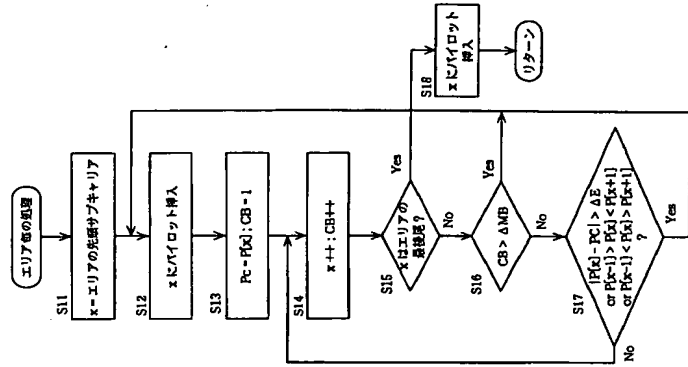 エリア毎の処理
S11
x=エリアの先頭サブキャリア
S12
xにパイロット挿入
S13
Pc=P[x]:CB=1
S14
x++:CB++
S15
xはエリアの
最後尾?
Yes
No
S16
CB> ΔMB
Yes
No
S17
|P[x]-PC|> ΔE
or P[x-1]> P[x]< P[x+1]
or P[x-1]< P[x]> P[x+1]
?
Yes
No
S18
xにパイロット
挿入
リターン